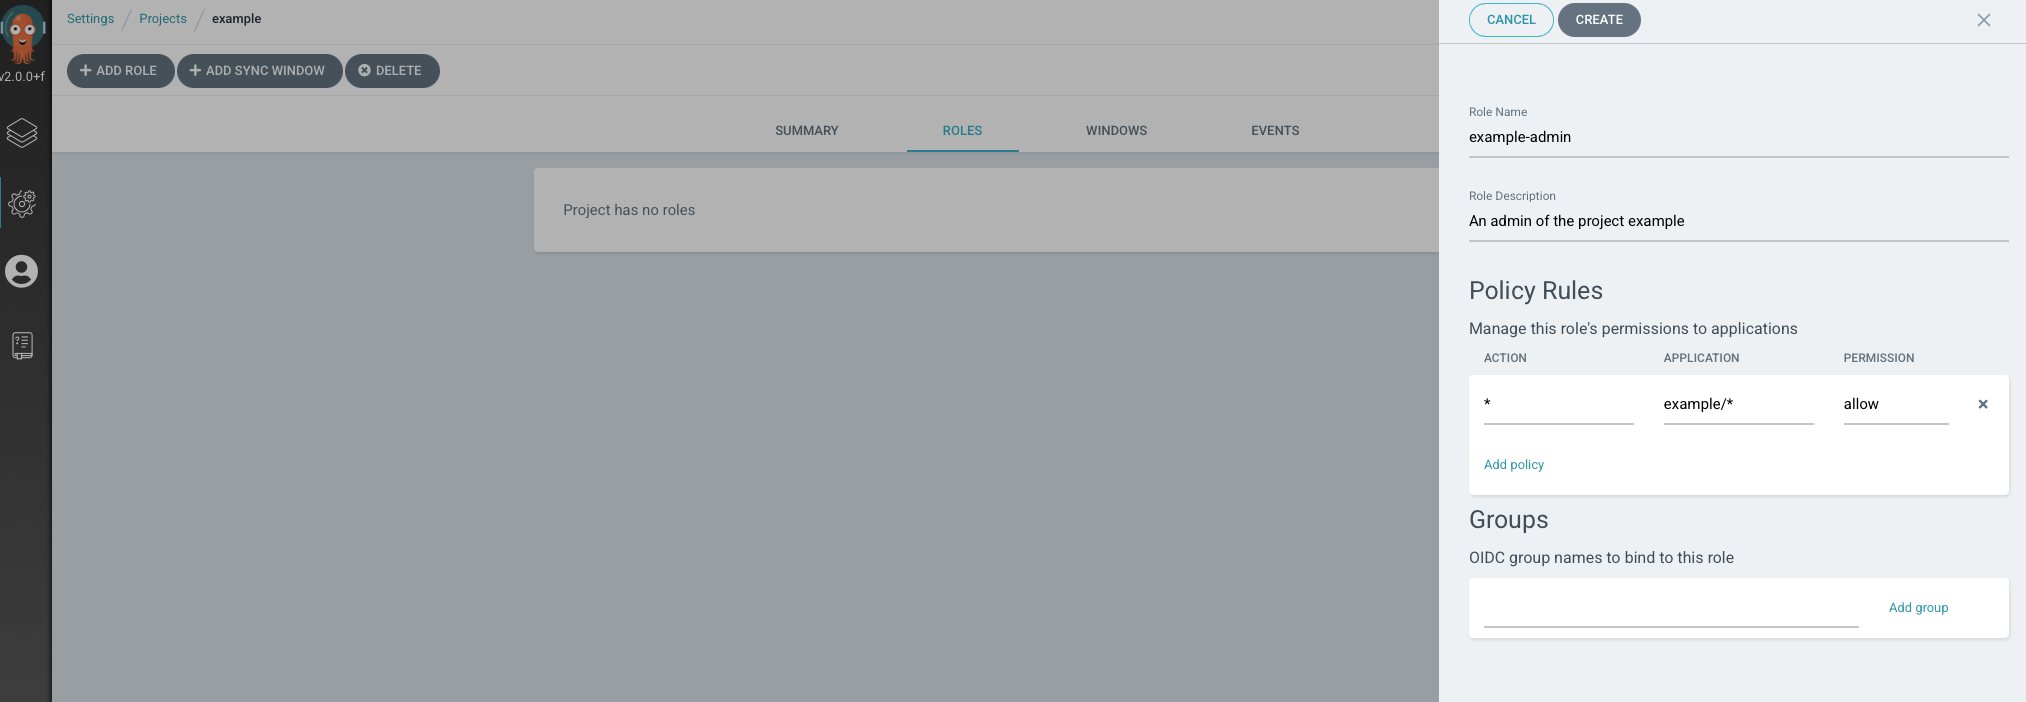 Settings / Projects / example
v2.0.0+f
ADD ROLE ADD SYNC WINDOW DELETE
SUMMARY ROLES WINDOWS EVENTS
Project has no roles
CANCEL CREATE
Role Name
example-admin
Role Description
An admin of the project example
Policy Rules
Manage this role's permissions to applications
ACTION APPLICATION PERMISSION
* example/* allow
Add policy
Groups
OIDC group names to bind to this role
Add group